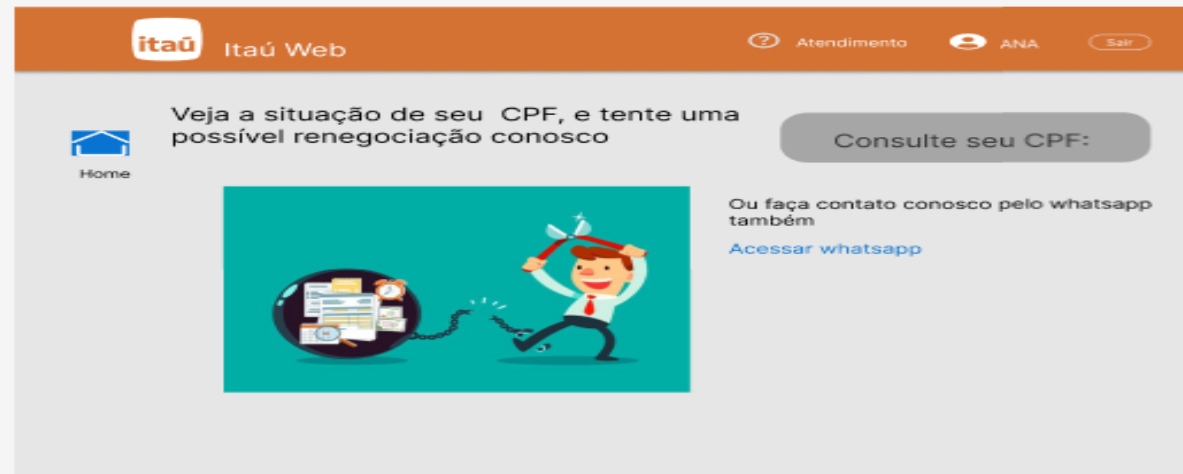 itaú
Itaú Web
Atendimento
ANA
Sair
Veja a situação de seu CPF, e tente uma
possível renegociação conosco
Consulte seu CPF:
Home
Ou faça contato conosco pelo whatsapp
também
Acessar whatsapp